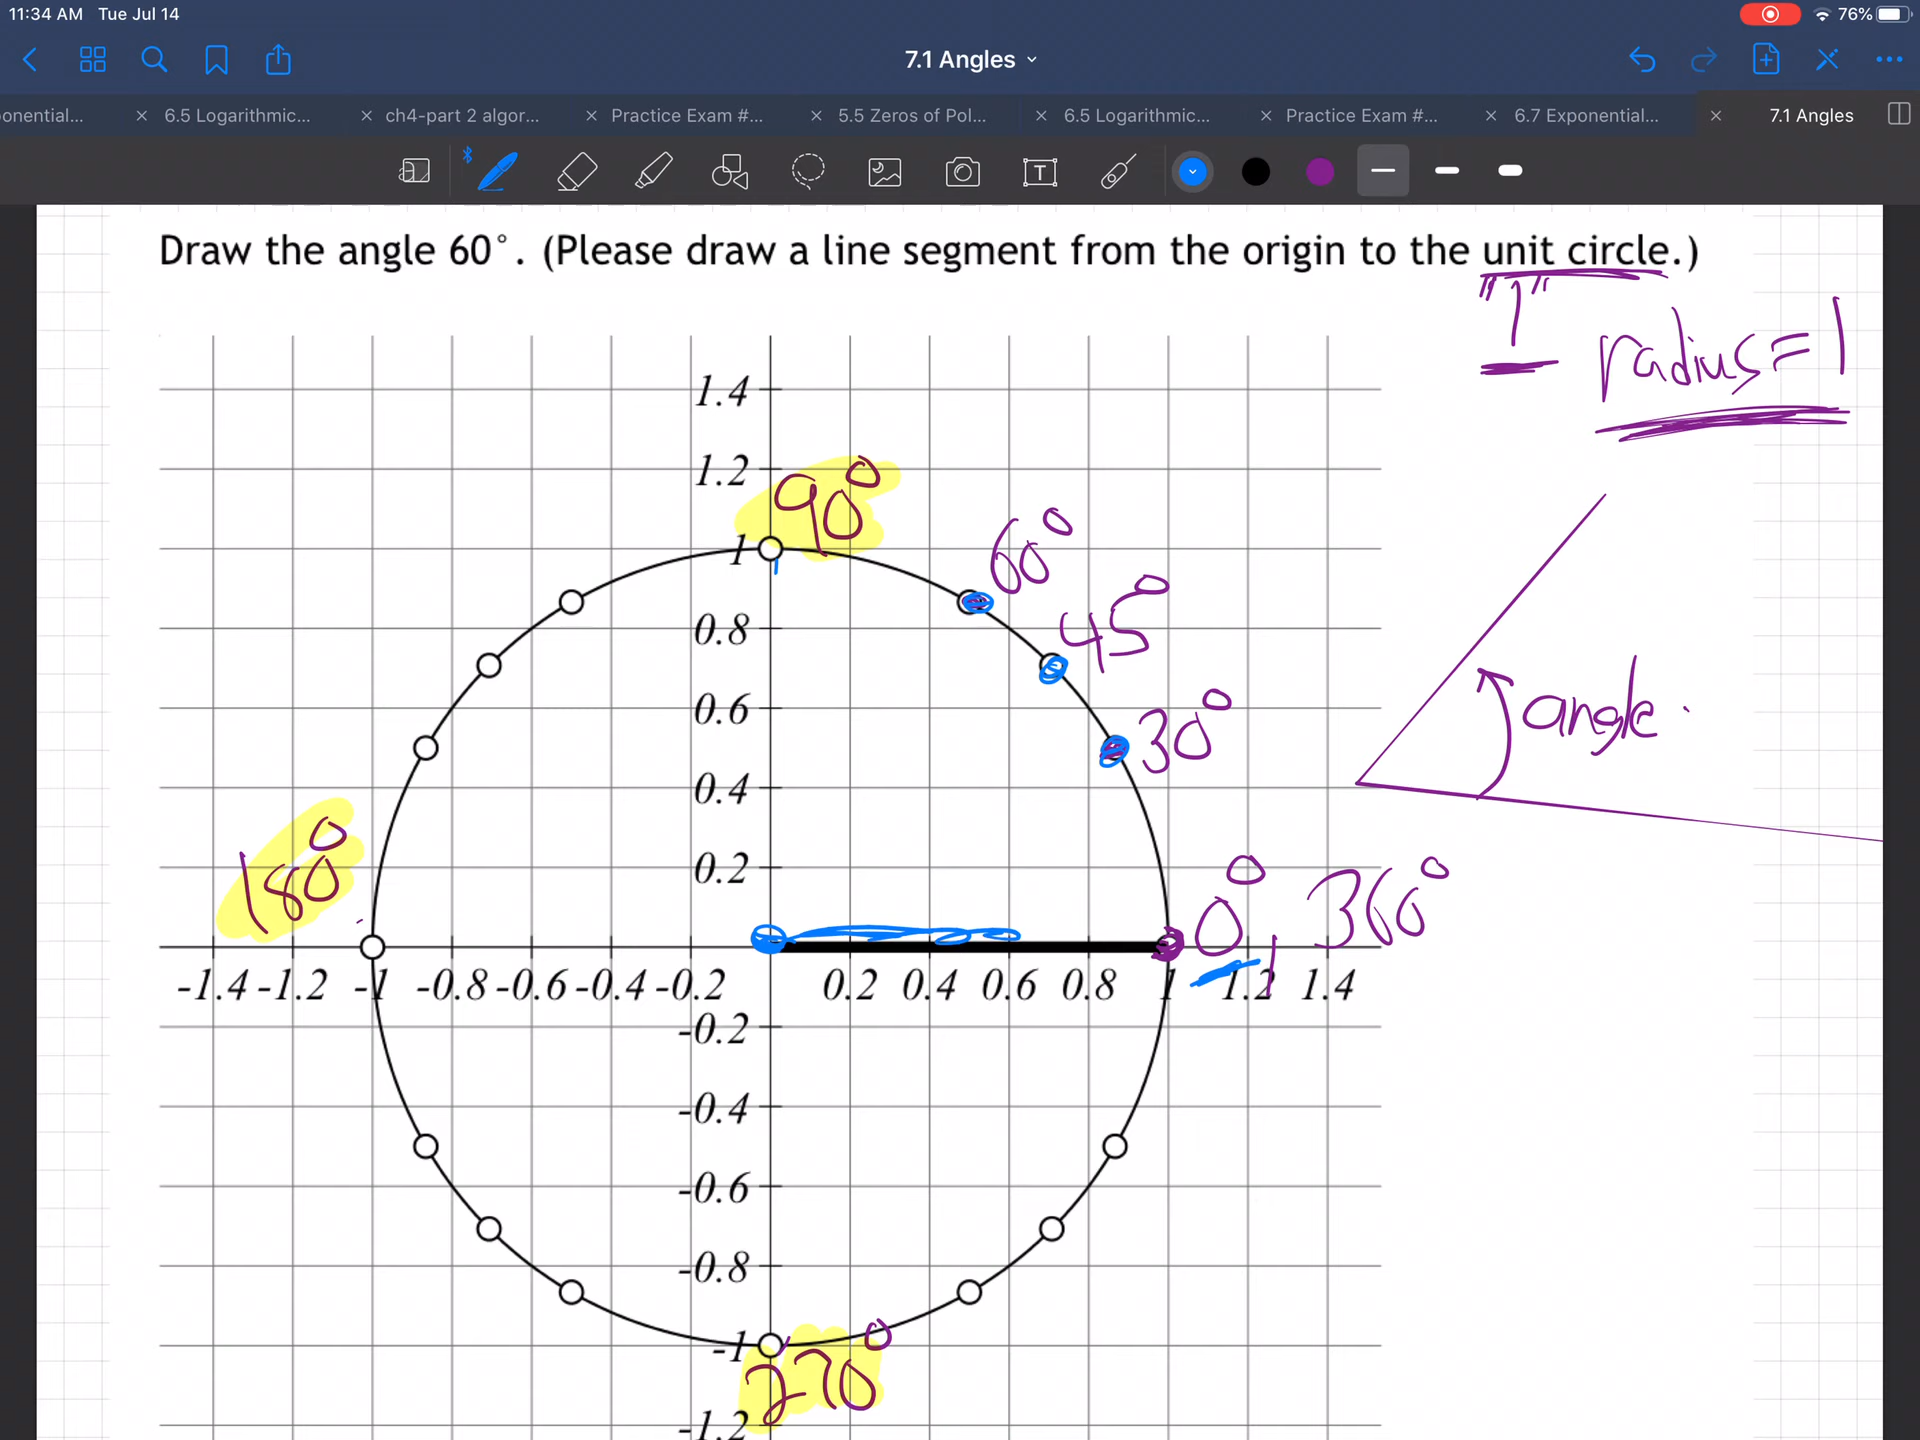 11:34 AM Tue Jul 14
76%
7.1 Angles
onential...
6.5 Logarithmic...
ch4-part 2 algor...
Practice Exam #...
5.5 Zeros of Pol...
6.5 Logarithmic...
Practice Exam #...
6.7 Exponential...
7.1 Angles
T
Draw the angle 60°. (Please draw a line segment from the origin to the unit circle.)
"1"
radius=1
1.4
1.2
90°
1
60°
0.8
45°
0.6
30°
angle.
0.4
180°
0.2
0°, 360°
-1.4 -1.2 -1 -0.8 -0.6 -0.4 -0.2 0.2 0.4 0.6 0.8 1 1.2 1.4
-0.2
-0.4
-0.6
-0.8
-1
270°
-1.2